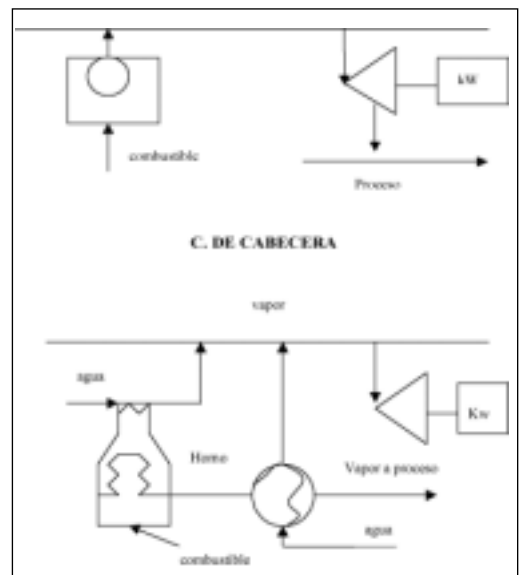 kW
combustible
Proceso
C. DE CABECERA
vapor
agua
Kw
Horno
Vapor a proceso
agua
combustible